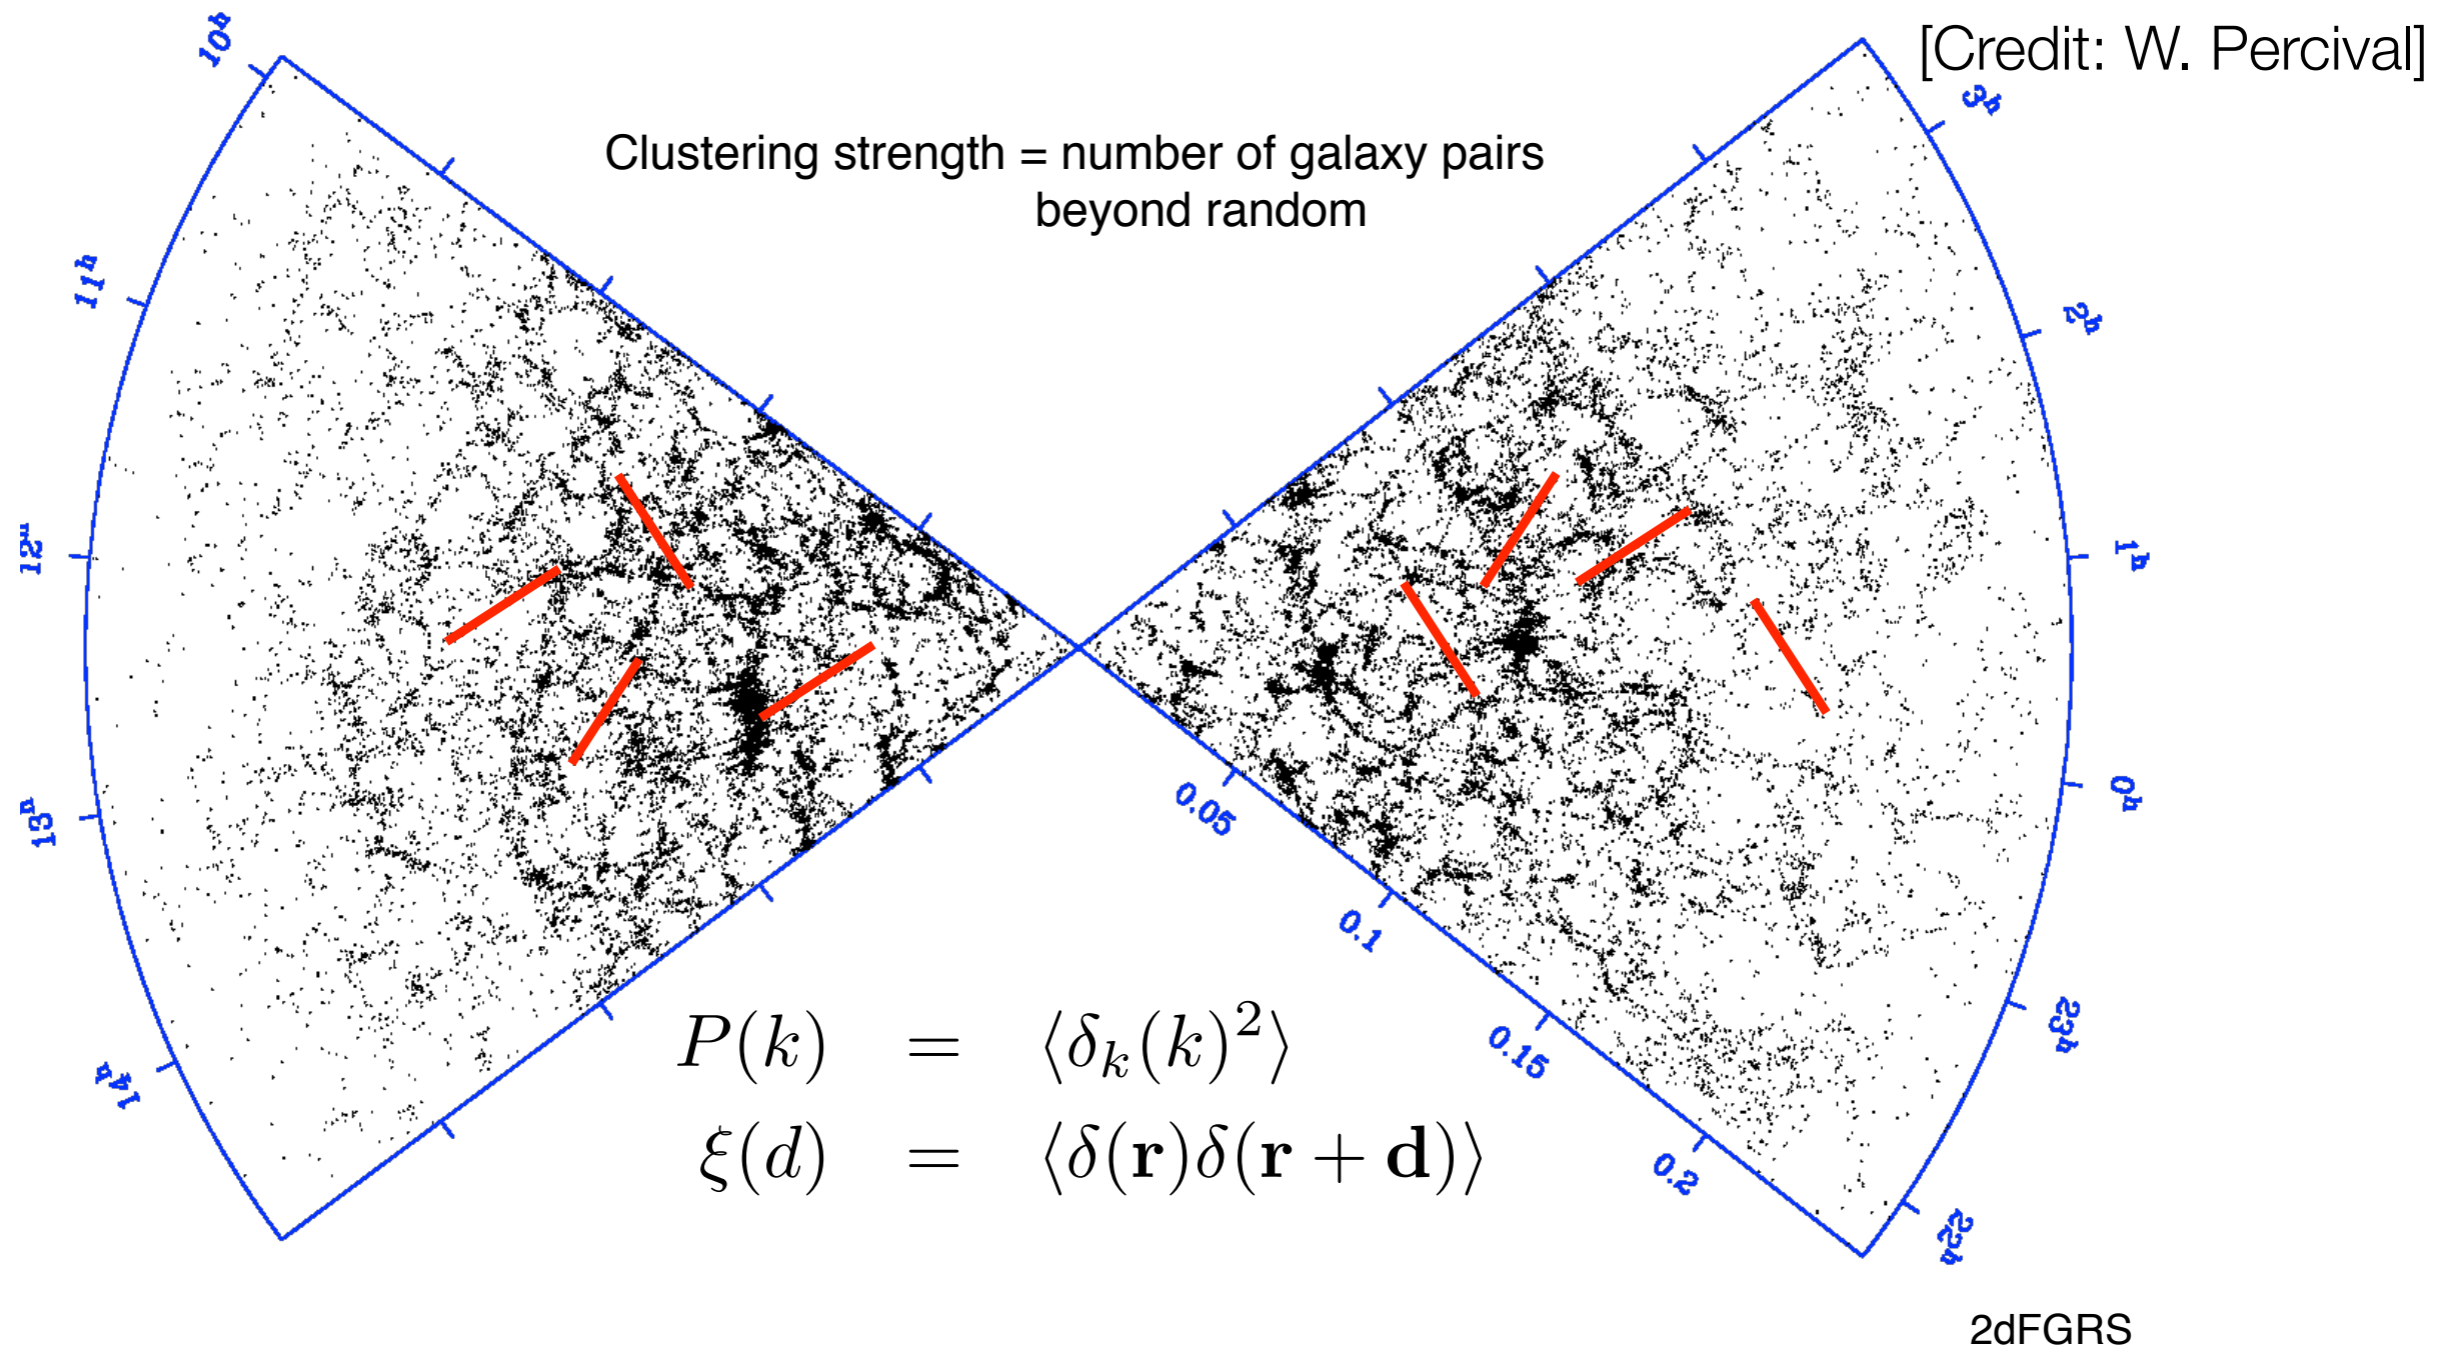 [Credit: W. Percival]
Clustering strength = number of galaxy pairs
beyond random
10ʰ
11ʰ
12ʰ
13ʰ
14ʰ
3ʰ
2ʰ
1ʰ
0ʰ
23ʰ
22ʰ
0.05
0.1
0.15
0.2
P(k) = ⟨δₖ(k)²⟩
ξ(d) = ⟨δ(𝐫)δ(𝐫 + 𝐝)⟩
2dFGRS